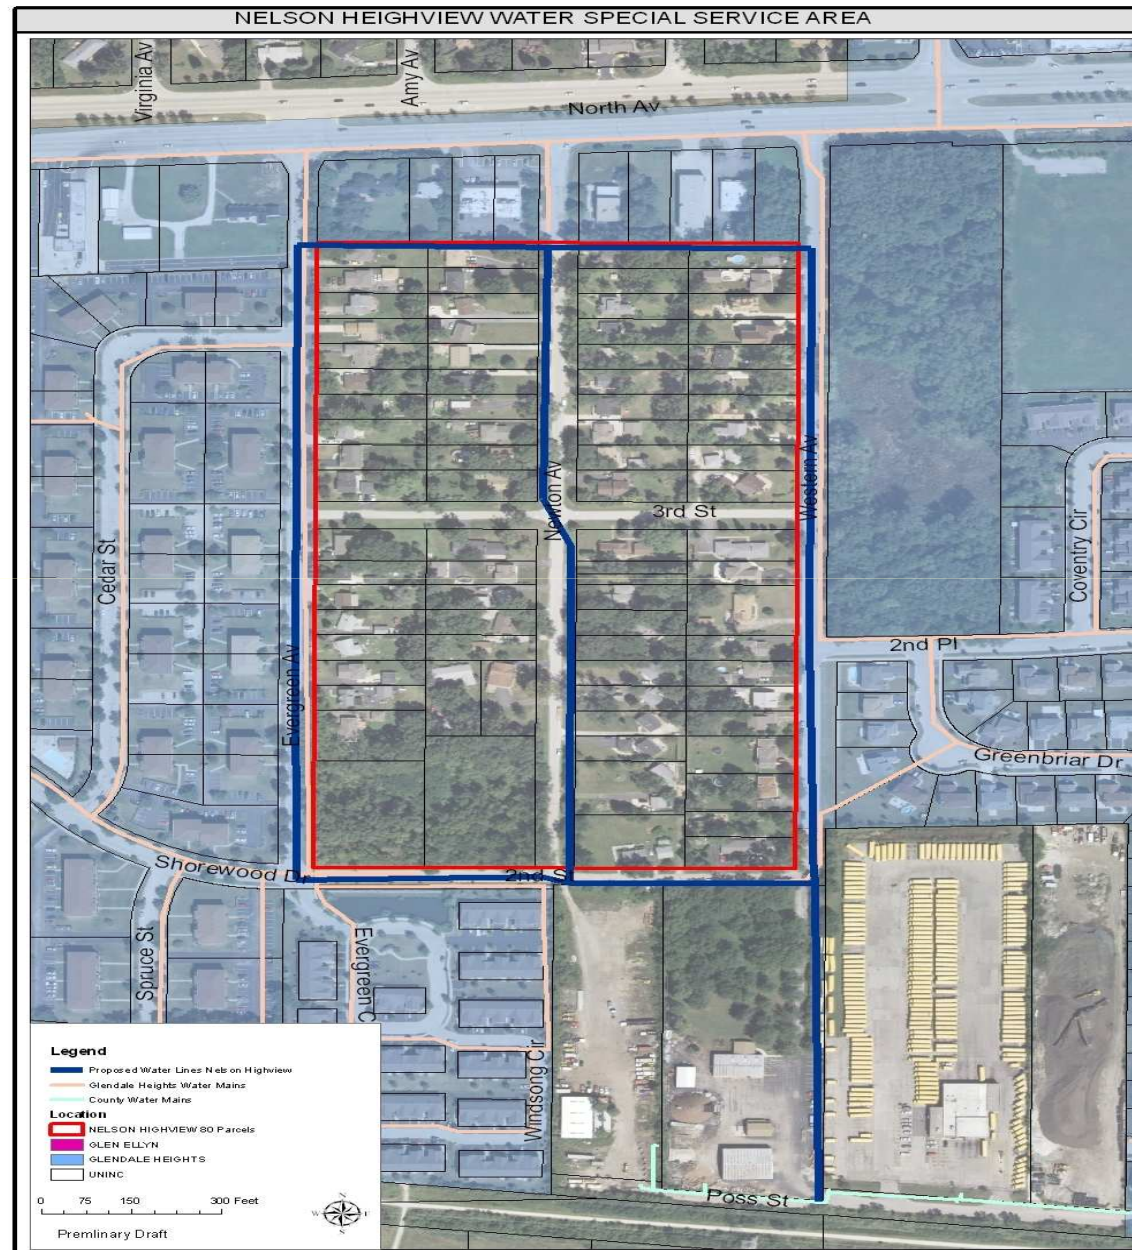 NELSON HEIGHVIEW WATER SPECIAL SERVICE AREA
Virginia Av
Amy Av
North Av
Newton Av
3rd St
Western Av
Cedar St
Coventry Cir
2nd Pl
Evergreen Av
Greenbriar Dr
Shorewood Dr
2nd St
Spruce St
Evergreen C
Windsong Cir
Poss St
Legend
Proposed Water Lines Nelson Highview
Glendale Heights Water Mains
County Water Mains
Location
NELSON HIGHVIEW 80 Parcels
GLEN ELLYN
GLENDALE HEIGHTS
UNINC
0 75 150 300 Feet
N
W E
S
Premlinary Draft